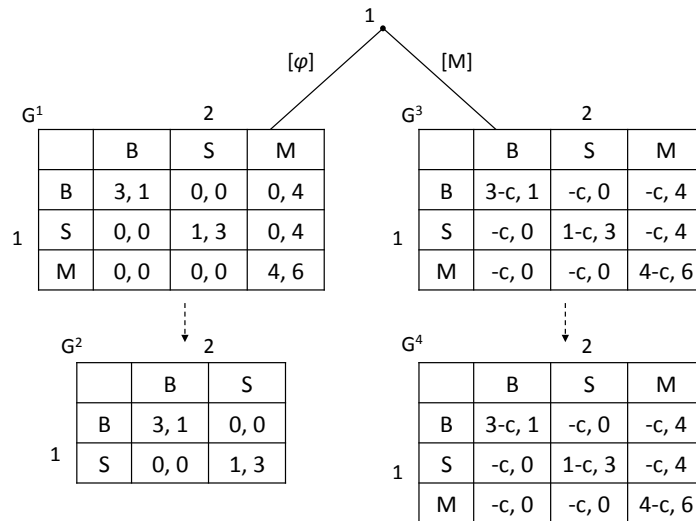 1
[φ] [M]
G¹ 2
B S M
B 3, 1 0, 0 0, 4
1 S 0, 0 1, 3 0, 4
M 0, 0 0, 0 4, 6
G³ 2
B S M
B 3-c, 1 -c, 0 -c, 4
1 S -c, 0 1-c, 3 -c, 4
M -c, 0 -c, 0 4-c, 6
G² 2
B S
B 3, 1 0, 0
1 S 0, 0 1, 3
G⁴ 2
B S M
B 3-c, 1 -c, 0 -c, 4
1 S -c, 0 1-c, 3 -c, 4
M -c, 0 -c, 0 4-c, 6